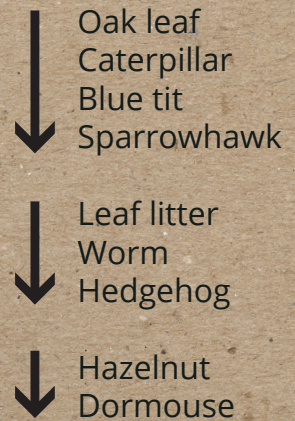 Oak leaf
Caterpillar
Blue tit
Sparrowhawk
Leaf litter
Worm
Hedgehog
Hazelnut
Dormouse